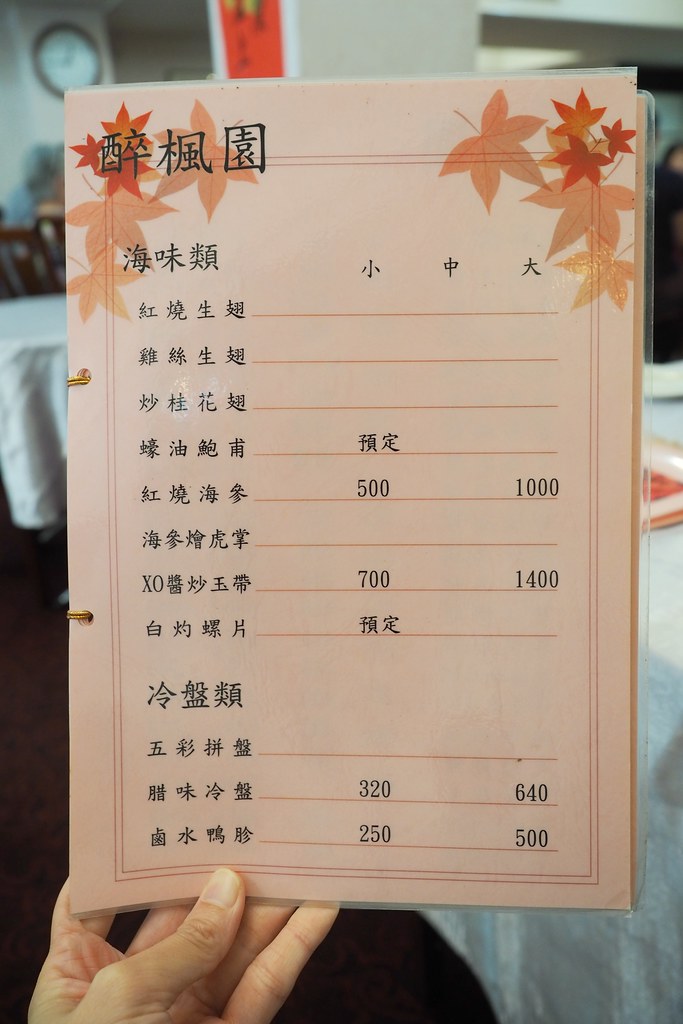 醉楓園
海味類 小 中 大
紅燒生翅
雞絲生翅
炒桂花翅
蠔油鮑甫 預定
紅燒海參 500 1000
海參燴虎掌
XO醬炒玉帶 700 1400
白灼螺片 預定
冷盤類
五彩拼盤
腊味冷盤 320 640
鹵水鴨胗 250 500